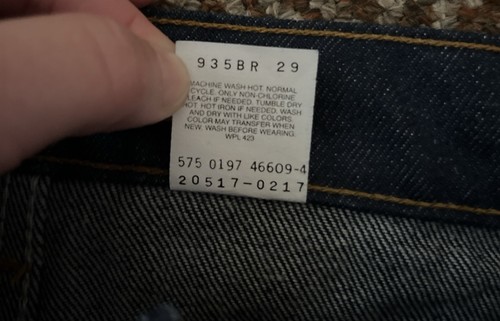 935BR 29
MACHINE WASH HOT. NORMAL
CYCLE. ONLY NON-CHLORINE
BLEACH IF NEEDED. TUMBLE DRY
HOT. HOT IRON IF NEEDED. WASH
AND DRY WITH LIKE COLORS.
COLOR MAY TRANSFER WHEN
NEW. WASH BEFORE WEARING.
WPL 423
575 0197 46609-4
20517-0217